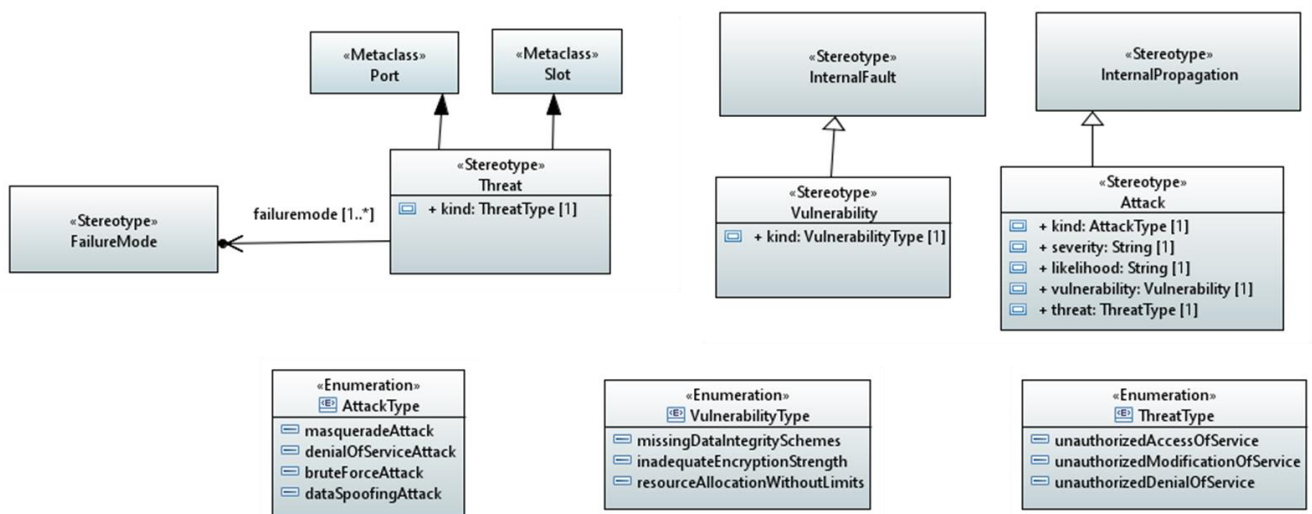 «Metaclass»
Port
«Metaclass»
Slot
«Stereotype»
InternalFault
«Stereotype»
InternalPropagation
«Stereotype»
Threat
+ kind: ThreatType [1]
failuremode [1..*]
«Stereotype»
FailureMode
«Stereotype»
Vulnerability
+ kind: VulnerabilityType [1]
«Stereotype»
Attack
+ kind: AttackType [1]
+ severity: String [1]
+ likelihood: String [1]
+ vulnerability: Vulnerability [1]
+ threat: ThreatType [1]
«Enumeration»
«E» AttackType
masqueradeAttack
denialOfServiceAttack
bruteForceAttack
dataSpoofingAttack
«Enumeration»
«E» VulnerabilityType
missingDataIntegritySchemes
inadequateEncryptionStrength
resourceAllocationWithoutLimits
«Enumeration»
«E» ThreatType
unauthorizedAccessOfService
unauthorizedModificationOfService
unauthorizedDenialOfService